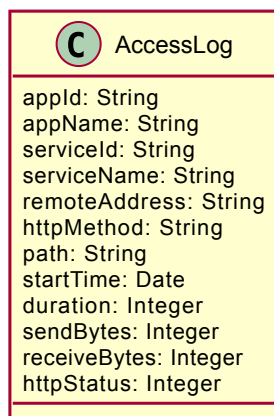 C AccessLog
appId: String
appName: String
serviceId: String
serviceName: String
remoteAddress: String
httpMethod: String
path: String
startTime: Date
duration: Integer
sendBytes: Integer
receiveBytes: Integer
httpStatus: Integer